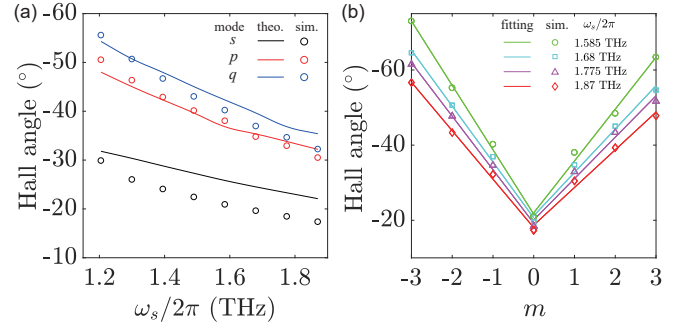 (a)
-60
-50
-40
-30
-20
-10
Hall angle (°)
mode theo. sim.
s
p
q
1.2 1.4 1.6 1.8
ω_s/2π (THz)
(b)
-60
-40
-20
Hall angle (°)
fitting sim. ω_s/2π
1.585 THz
1.68 THz
1.775 THz
1.87 THz
-3 -2 -1 0 1 2 3
m